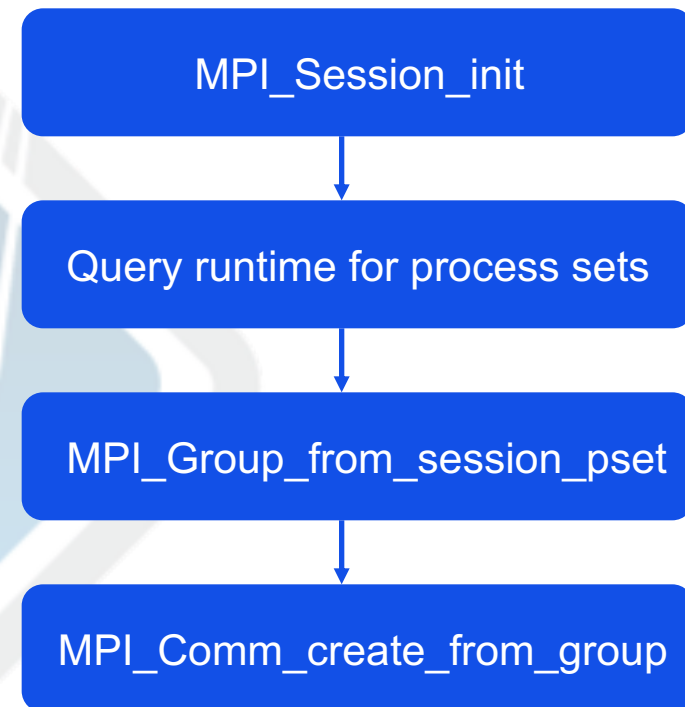 MPI_Session_init
Query runtime for process sets
MPI_Group_from_session_pset
MPI_Comm_create_from_group